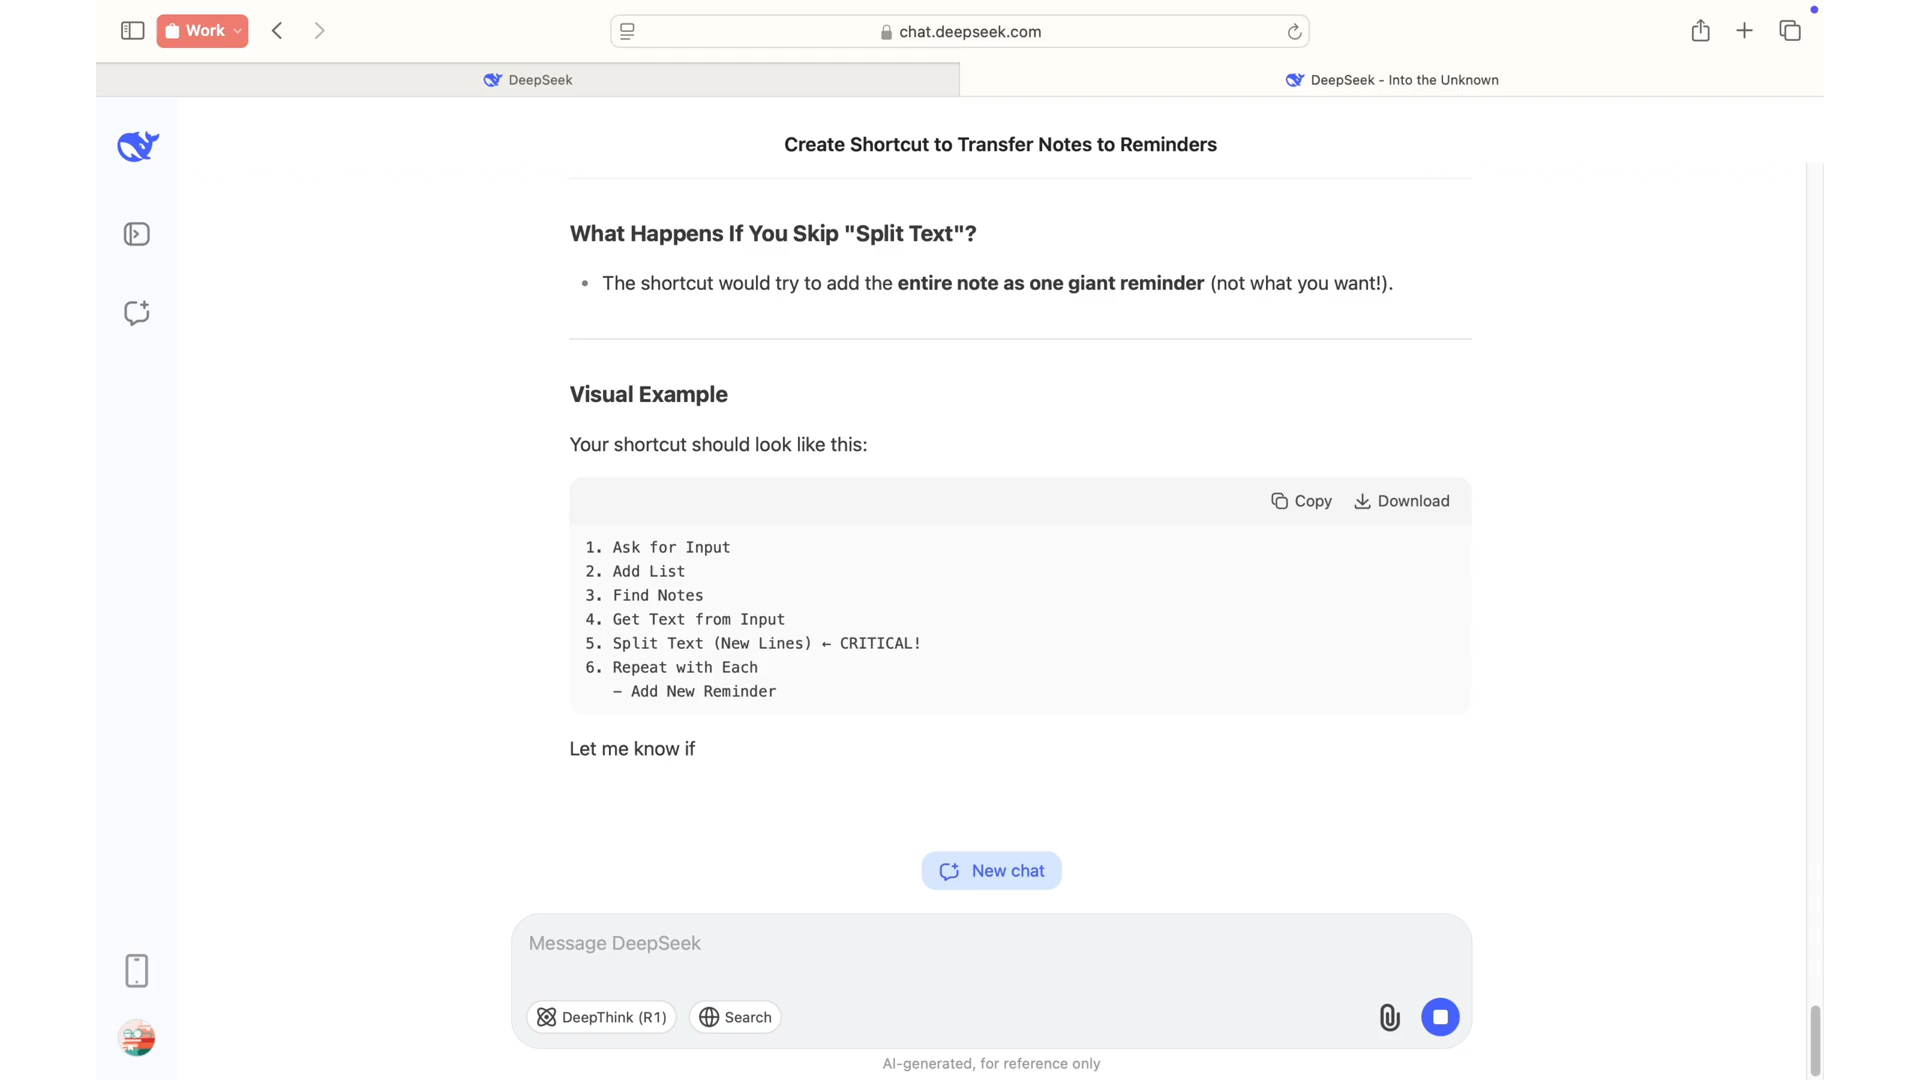 Work
chat.deepseek.com
DeepSeek
DeepSeek - Into the Unknown
Create Shortcut to Transfer Notes to Reminders
What Happens If You Skip "Split Text"?
• The shortcut would try to add the entire note as one giant reminder (not what you want!).
Visual Example
Your shortcut should look like this:
Copy
Download
1. Ask for Input
2. Add List
3. Find Notes
4. Get Text from Input
5. Split Text (New Lines) ← CRITICAL!
6. Repeat with Each
– Add New Reminder
Let me know if
New chat
Message DeepSeek
DeepThink (R1)
Search
AI-generated, for reference only